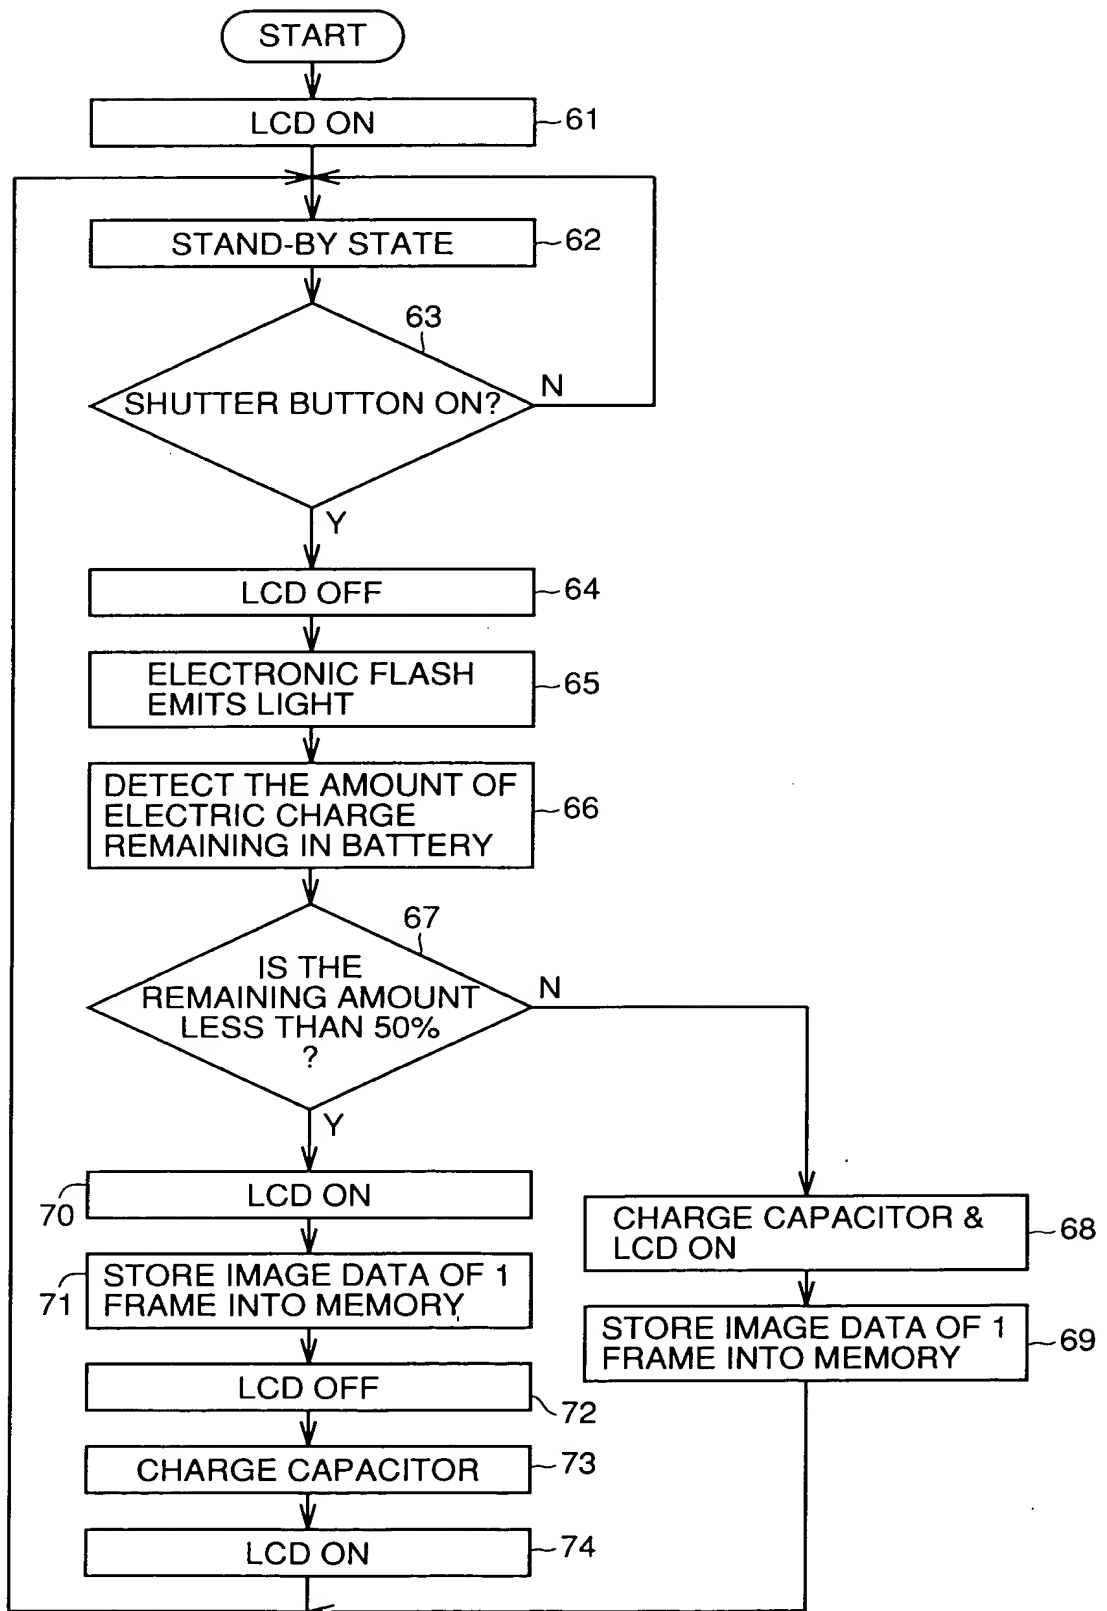 START
LCD ON
61
STAND-BY STATE
62
63
SHUTTER BUTTON ON?
N
Y
LCD OFF
64
ELECTRONIC FLASH
EMITS LIGHT
65
DETECT THE AMOUNT OF
ELECTRIC CHARGE
REMAINING IN BATTERY
66
67
IS THE
REMAINING AMOUNT
LESS THAN 50%
?
N
Y
LCD ON
70
CHARGE CAPACITOR &
LCD ON
68
STORE IMAGE DATA OF 1
FRAME INTO MEMORY
71
STORE IMAGE DATA OF 1
FRAME INTO MEMORY
69
LCD OFF
72
CHARGE CAPACITOR
73
LCD ON
74